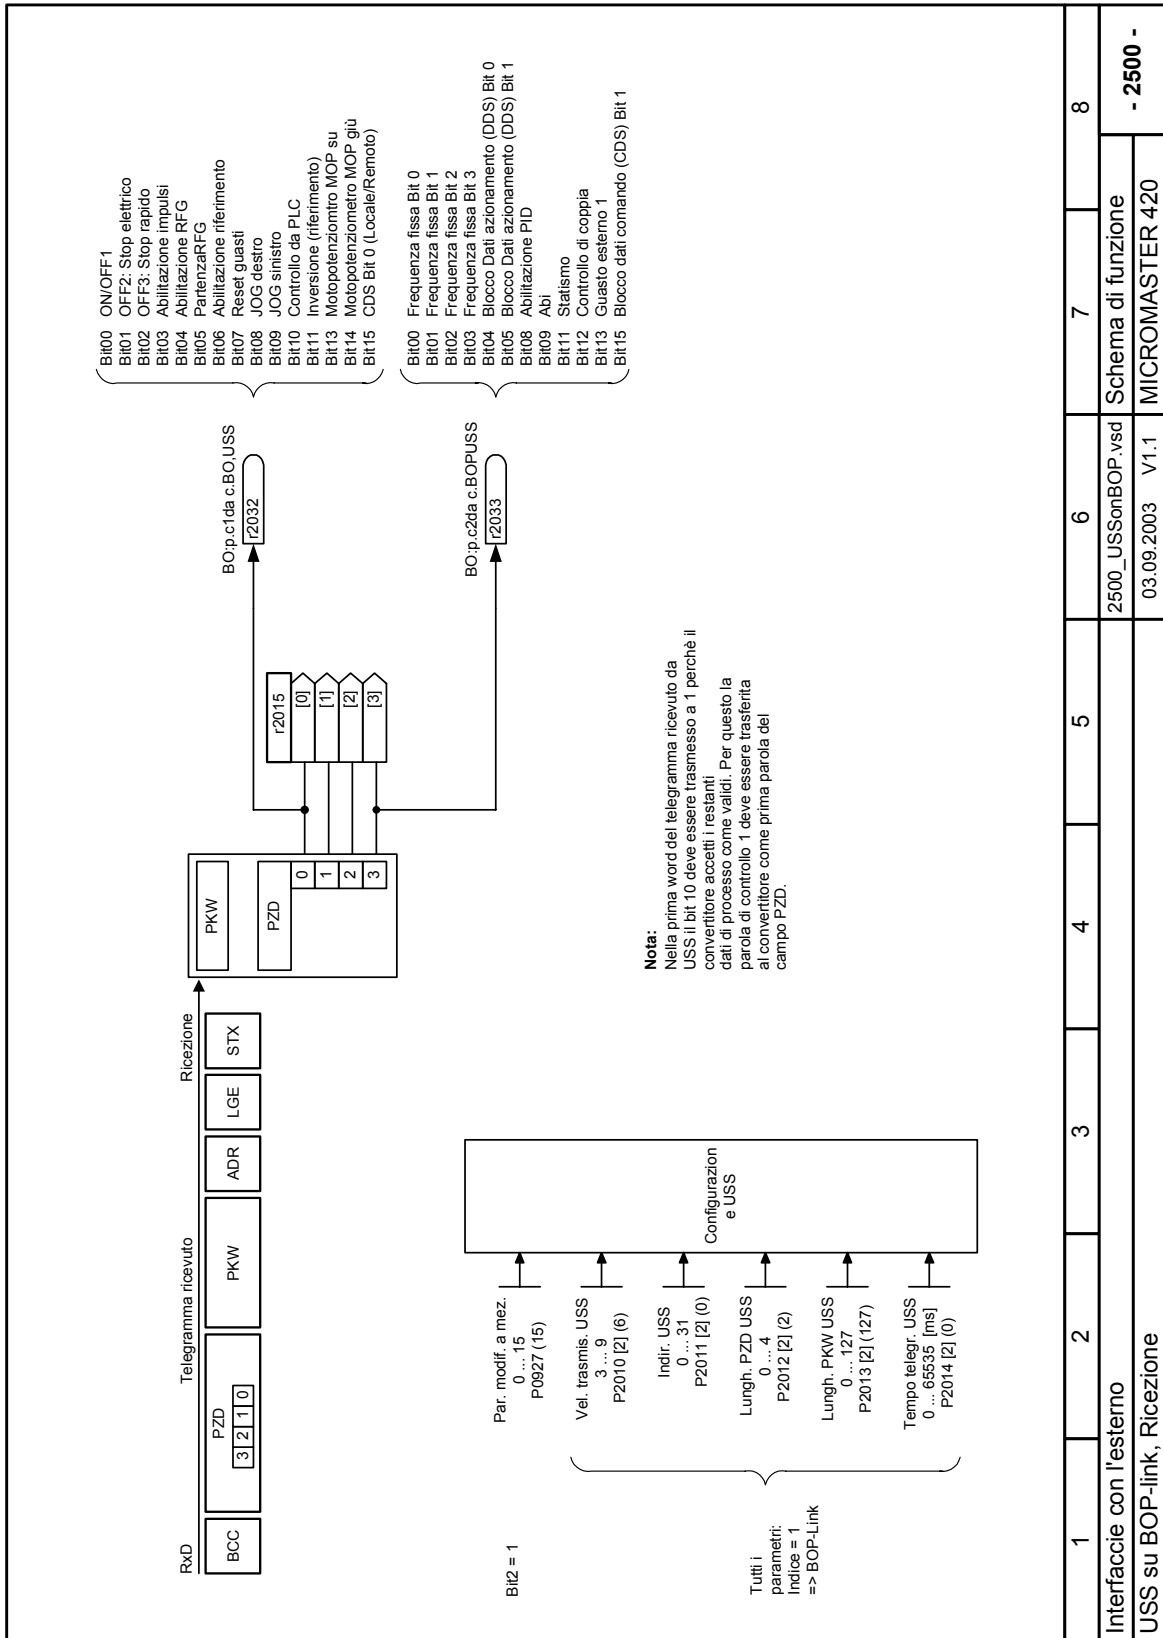 RxD
Telegramma ricevuto
Ricezione
BCC
PZD
3 2 1 0
PKW
ADR
LGE
STX
PKW
PZD
0
1
2
3
r2015
[0]
[1]
[2]
[3]
BO:p.c1da c.BO,USS
r2032
Bit00 ON/OFF1
Bit01 OFF2: Stop elettrico
Bit02 OFF3: Stop rapido
Bit03 Abilitazione impulsi
Bit04 Abilitazione RFG
Bit05 PartenzaRFG
Bit06 Abilitazione riferimento
Bit07 Reset guasti
Bit08 JOG destro
Bit09 JOG sinistro
Bit10 Controllo da PLC
Bit11 Inversione (riferimento)
Bit13 Motopotenziomtro MOP su
Bit14 Motopotenziometro MOP giù
Bit15 CDS Bit 0 (Locale/Remoto)
BO:p.c2da c.BOPUSS
r2033
Bit00 Frequenza fissa Bit 0
Bit01 Frequenza fissa Bit 1
Bit02 Frequenza fissa Bit 2
Bit03 Frequenza fissa Bit 3
Bit04 Blocco Dati azionamento (DDS) Bit 0
Bit05 Blocco Dati azionamento (DDS) Bit 1
Bit08 Abilitazione PID
Bit09 Abi
Bit11 Statismo
Bit12 Controllo di coppia
Bit13 Guasto esterno 1
Bit15 Blocco dati comando (CDS) Bit 1
Bit2 = 1
Par. modif. a mez.
0 ... 15
P0927 (15)
Vel. trasmis. USS
3 ... 9
P2010 [2] (6)
Indir. USS
0 ... 31
P2011 [2] (0)
Lungh. PZD USS
0 ... 4
P2012 [2] (2)
Lungh. PKW USS
0 ... 127
P2013 [2] (127)
Tempo telegr. USS
0 ... 65535 [ms]
P2014 [2] (0)
Tutti i
parametri:
Indice = 1
=> BOP-Link
Configurazion
e USS
Nota:
Nella prima word del telegramma ricevuto da
USS il bit 10 deve essere trasmesso a 1 perchè il
convertitore accetti i restanti
dati di processo come validi. Per questo la
parola di controllo 1 deve essere trasferita
al convertitore come prima parola del
campo PZD.
1 2 3 4 5 6 7 8
Interfaccie con l'esterno
2500_USSonBOP.vsd
Schema di funzione
- 2500 -
USS su BOP-link, Ricezione
03.09.2003 V1.1
MICROMASTER 420